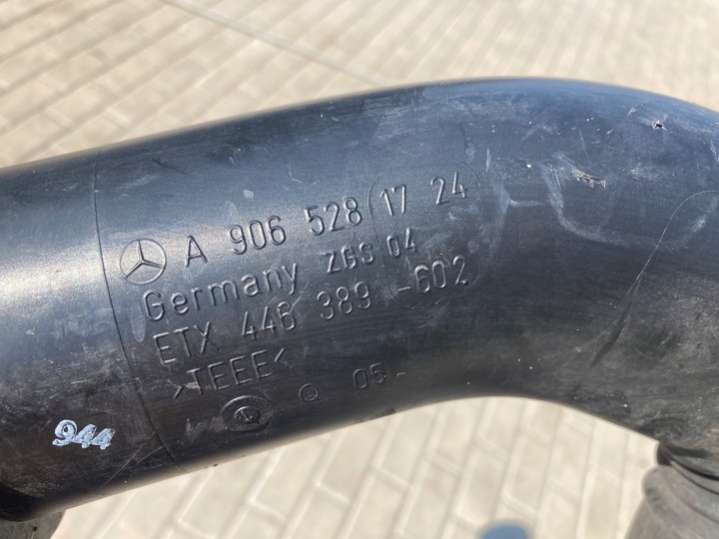 A 906 528 17 24
Germany ZGS 04
ETX 446 389 -602
>TEEE<
05
944